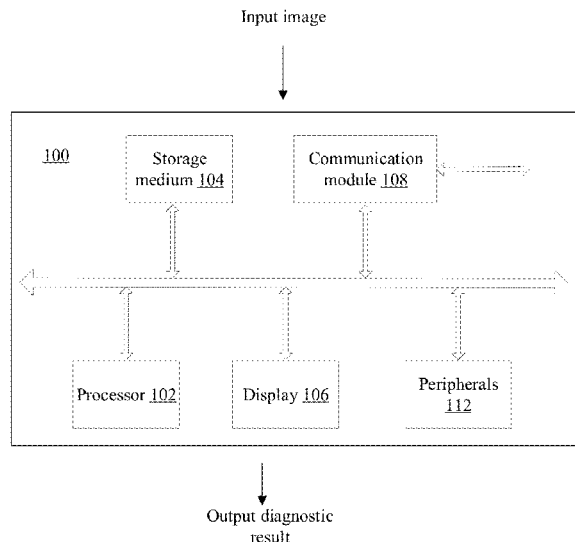 Input image
100
Storage
medium 104
Communication
module 108
Processor 102
Display 106
Peripherals
112
Output diagnostic
result